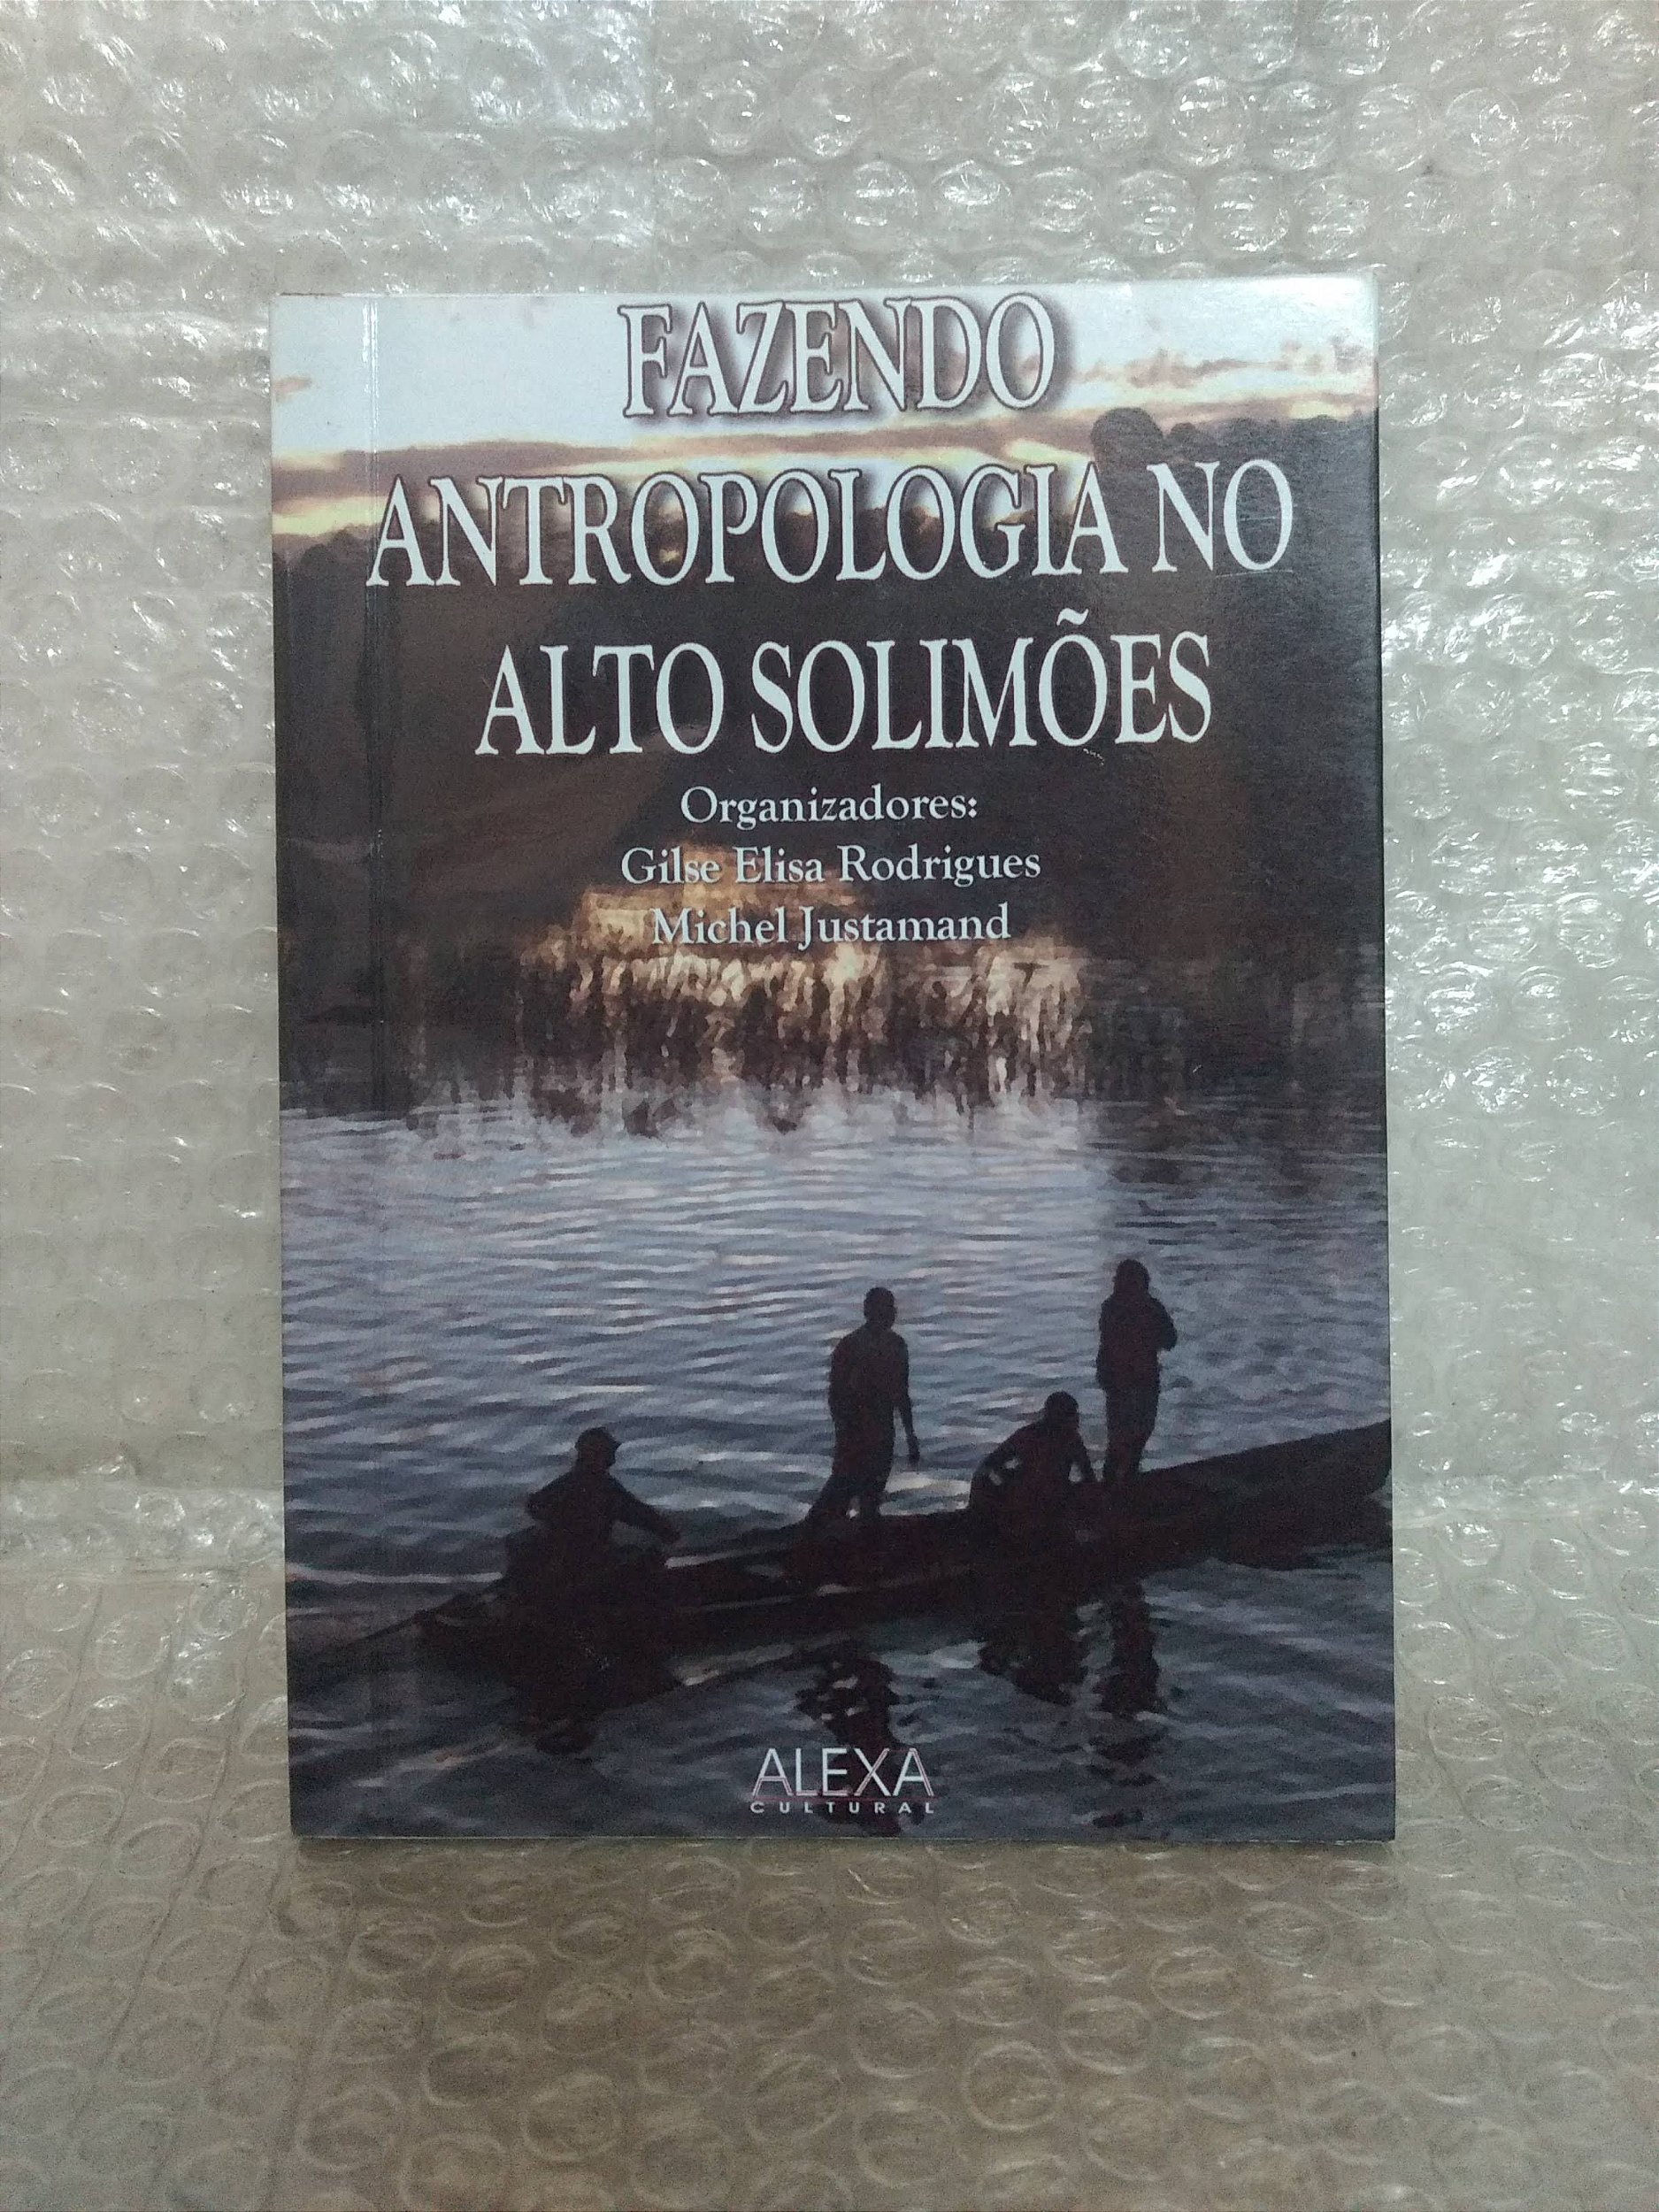 FAZENDO
ANTROPOLOGIA NO
ALTO SOLIMÕES
Organizadores:
Gilse Elisa Rodrigues
Michel Justamand
ALEXA
CULTURAL